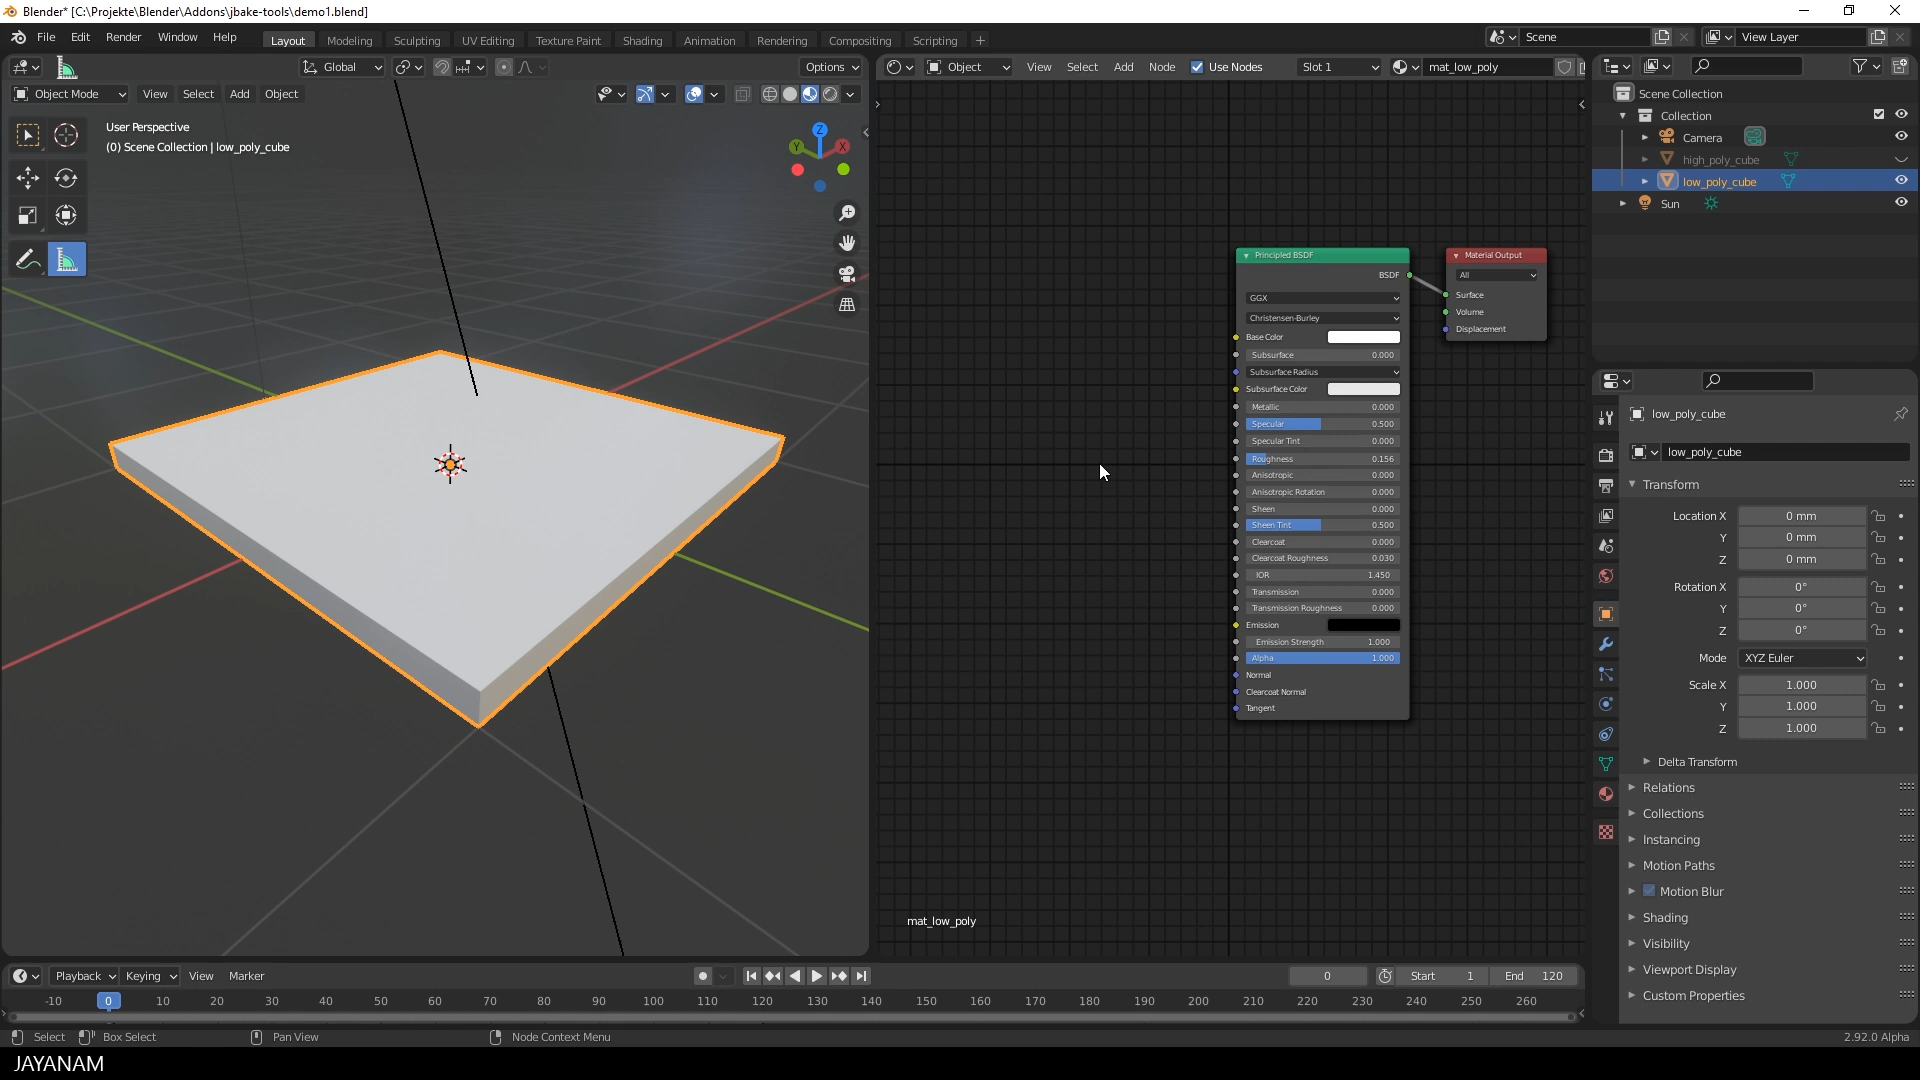 Blender* [C:\Projekte\Blender\Addons\jbake-tools\demo1.blend]
File Edit Render Window Help
Layout Modeling Sculpting UV Editing Texture Paint Shading Animation Rendering Compositing Scripting +
Scene
View Layer
Global
Options
Object
View Select Add Node
Use Nodes
Slot 1
mat_low_poly
Object Mode
View Select Add Object
User Perspective
(0) Scene Collection | low_poly_cube
Z
Y
X
Principled BSDF
BSDF
GGX
Christensen-Burley
Base Color
Subsurface 0.000
Subsurface Radius
Subsurface Color
Metallic 0.000
Specular 0.500
Specular Tint 0.000
Roughness 0.156
Anisotropic 0.000
Anisotropic Rotation 0.000
Sheen 0.000
Sheen Tint 0.500
Clearcoat 0.000
Clearcoat Roughness 0.030
IOR 1.450
Transmission 0.000
Transmission Roughness 0.000
Emission
Emission Strength 1.000
Alpha 1.000
Normal
Clearcoat Normal
Tangent
Material Output
All
Surface
Volume
Displacement
mat_low_poly
Scene Collection
Collection
Camera
high_poly_cube
low_poly_cube
Sun
low_poly_cube
low_poly_cube
Transform
Location X 0 mm
Y 0 mm
Z 0 mm
Rotation X 0°
Y 0°
Z 0°
Mode XYZ Euler
Scale X 1.000
Y 1.000
Z 1.000
Delta Transform
Relations
Collections
Instancing
Motion Paths
Motion Blur
Shading
Visibility
Viewport Display
Custom Properties
Playback Keying View Marker
0
Start 1
End 120
-10 0 10 20 30 40 50 60 70 80 90 100 110 120 130 140 150 160 170 180 190 200 210 220 230 240 250 260
Select
Box Select
Pan View
Node Context Menu
2.92.0 Alpha
JAYANAM